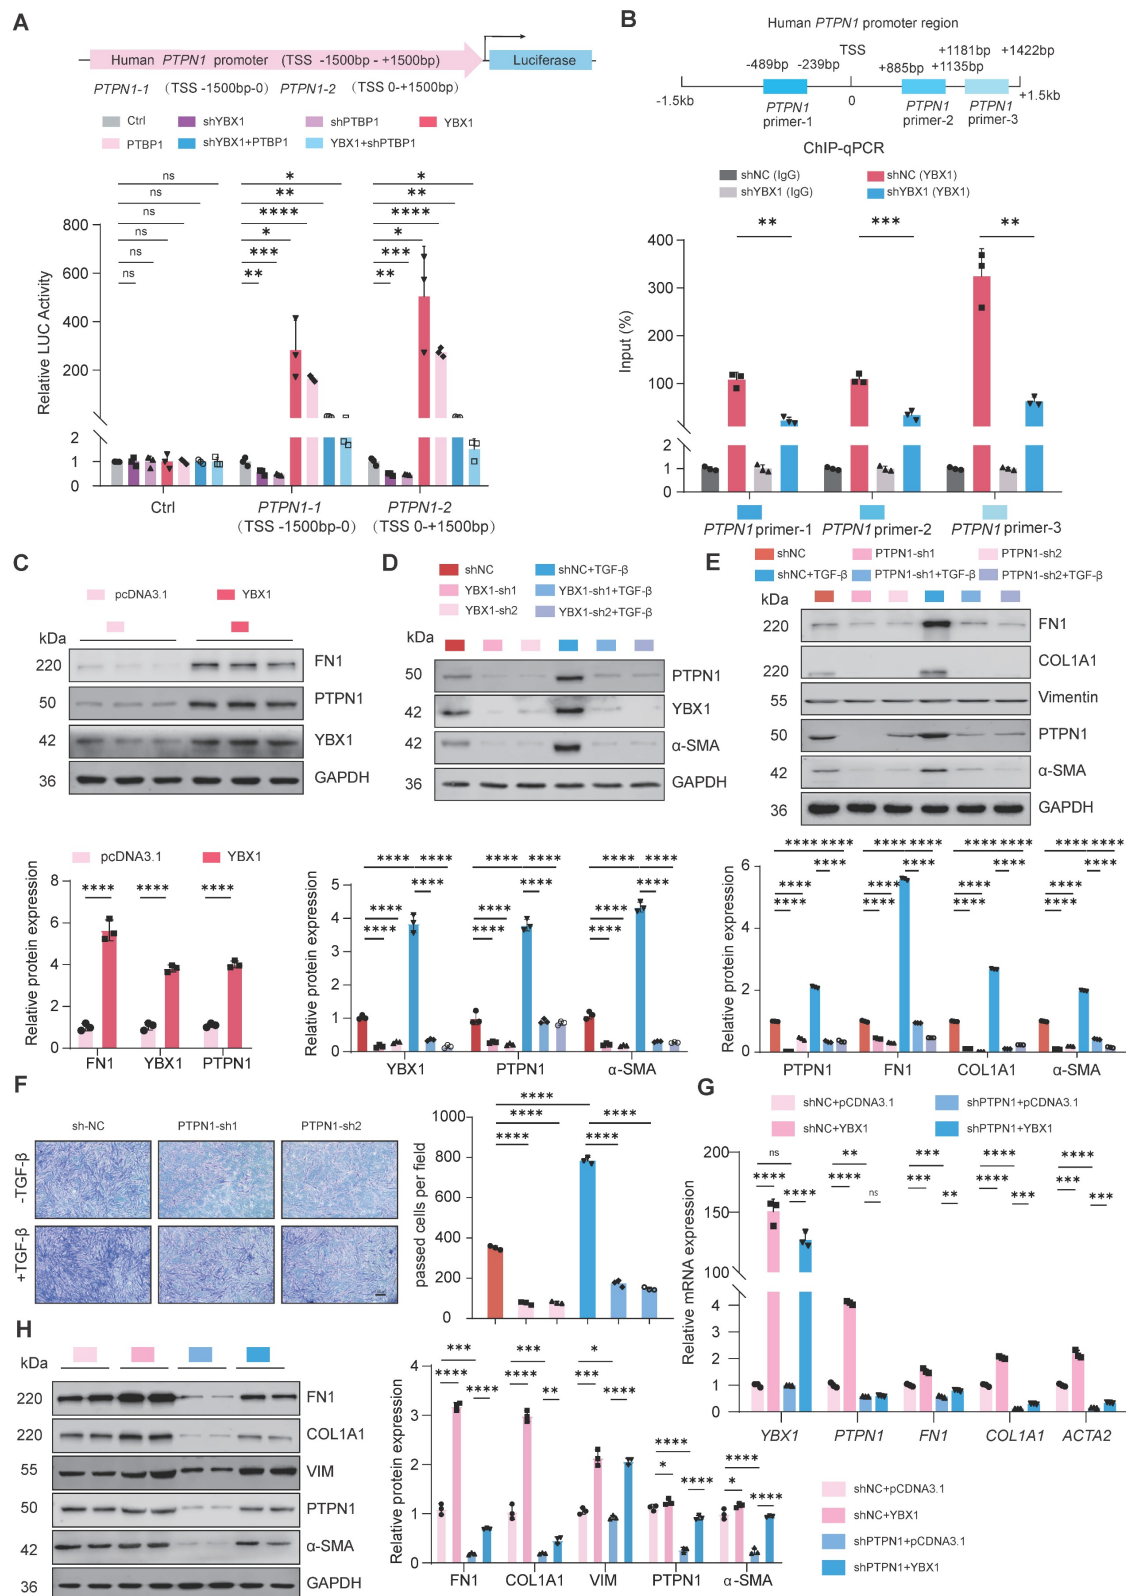 A
Human PTPN1 promoter (TSS -1500bp - +1500bp)
Luciferase
PTPN1-1 (TSS -1500bp-0) PTPN1-2 (TSS 0-+1500bp)
Ctrl shYBX1 shPTBP1 YBX1
PTBP1 shYBX1+PTBP1 YBX1+shPTBP1
ns * *
ns ** **
ns **** ****
ns * *
ns *** ***
ns ** **
Relative LUC Activity
800
600
400
200
2
1
0
Ctrl PTPN1-1 PTPN1-2
(TSS -1500bp-0) (TSS 0-+1500bp)
B
Human PTPN1 promoter region
TSS +1181bp +1422bp
-489bp -239bp +885bp +1135bp
-1.5kb 0 +1.5kb
PTPN1 PTPN1 PTPN1
primer-1 primer-2 primer-3
ChIP-qPCR
shNC (IgG) shNC (YBX1)
shYBX1 (IgG) shYBX1 (YBX1)
** *** **
Input (%)
400
300
200
100
2
1
0
PTPN1 primer-1 PTPN1 primer-2 PTPN1 primer-3
C
pcDNA3.1 YBX1
kDa
220 FN1
50 PTPN1
42 YBX1
36 GAPDH
pcDNA3.1 YBX1
**** **** ****
Relative protein expression
8
6
4
2
0
FN1 YBX1 PTPN1
D
shNC shNC+TGF-β
YBX1-sh1 YBX1-sh1+TGF-β
YBX1-sh2 YBX1-sh2+TGF-β
kDa
50 PTPN1
42 YBX1
42 α-SMA
36 GAPDH
**** **** **** **** **** ****
**** **** ****
**** **** ****
**** **** ****
Relative protein expression
5
4
2
1
0
YBX1 PTPN1 α-SMA
E
shNC PTPN1-sh1 PTPN1-sh2
shNC+TGF-β PTPN1-sh1+TGF-β PTPN1-sh2+TGF-β
kDa
220 FN1
220 COL1A1
55 Vimentin
50 PTPN1
42 α-SMA
36 GAPDH
**** **** **** **** **** **** **** ****
**** **** **** ****
**** **** **** ****
**** **** **** ****
Relative protein expression
6
4
2
0
PTPN1 FN1 COL1A1 α-SMA
F
sh-NC PTPN1-sh1 PTPN1-sh2
-TGF-β
+TGF-β
****
**** ****
**** ****
passed cells per field
1000
800
600
400
200
0
G
shNC+pCDNA3.1 shPTPN1+pCDNA3.1
shNC+YBX1 shPTPN1+YBX1
ns ** *** **** ****
**** **** *** **** ***
**** ns ** *** ***
Relative mRNA expression
200
150
100
4
2
1
0
YBX1 PTPN1 FN1 COL1A1 ACTA2
H
kDa
220 FN1
220 COL1A1
55 VIM
50 PTPN1
42 α-SMA
36 GAPDH
*** *** *
**** **** ***
**** ** ****
**** ****
* *
**** ****
Relative protein expression
4
3
2
1
0
FN1 COL1A1 VIM PTPN1 α-SMA
shNC+pCDNA3.1
shNC+YBX1
shPTPN1+pCDNA3.1
shPTPN1+YBX1